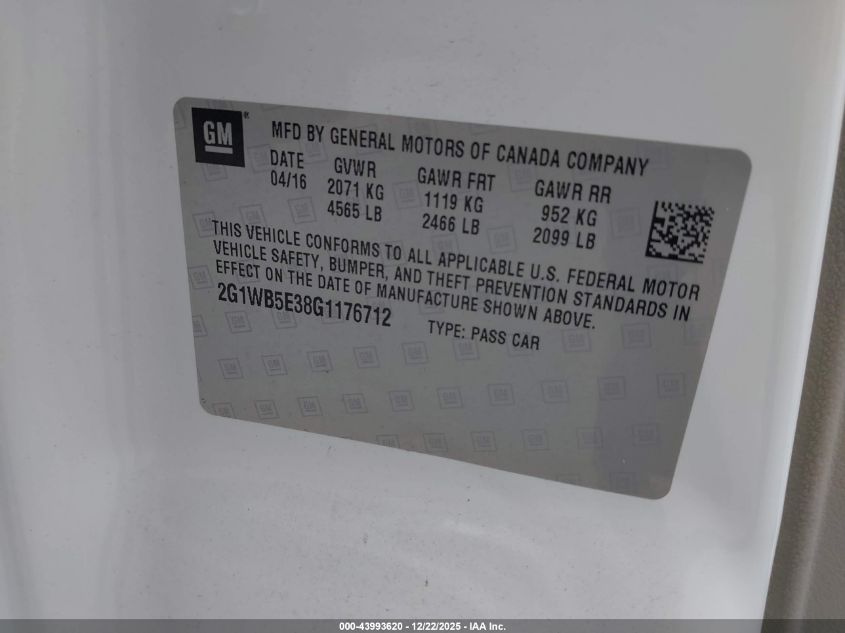 GM ®
MFD BY GENERAL MOTORS OF CANADA COMPANY
DATE GVWR GAWR FRT GAWR RR
04/16 2071 KG 1119 KG 952 KG
4565 LB 2466 LB 2099 LB
THIS VEHICLE CONFORMS TO ALL APPLICABLE U.S. FEDERAL MOTOR
VEHICLE SAFETY, BUMPER, AND THEFT PREVENTION STANDARDS IN
EFFECT ON THE DATE OF MANUFACTURE SHOWN ABOVE.
2G1WB5E38G1176712 TYPE: PASS CAR
000-43993620 - 12/22/2025 - IAA Inc.